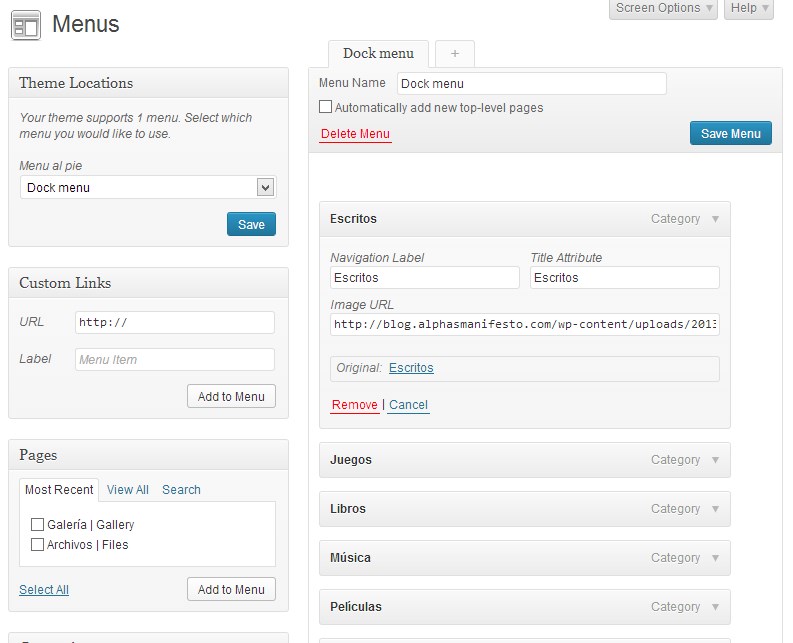 Screen Options
Help
Menus
Theme Locations
Your theme supports 1 menu. Select which
menu you would like to use.
Menu al pie
Dock menu
Save
Custom Links
URL http://
Label Menu Item
Add to Menu
Pages
Most Recent View All Search
Galería | Gallery
Archivos | Files
Select All Add to Menu
Dock menu +
Menu Name Dock menu
Automatically add new top-level pages
Delete Menu Save Menu
Escritos Category
Navigation Label Title Attribute
Escritos Escritos
Image URL
http://blog.alphasmanifesto.com/wp-content/uploads/2013
Original: Escritos
Remove | Cancel
Juegos Category
Libros Category
Música Category
Películas Category